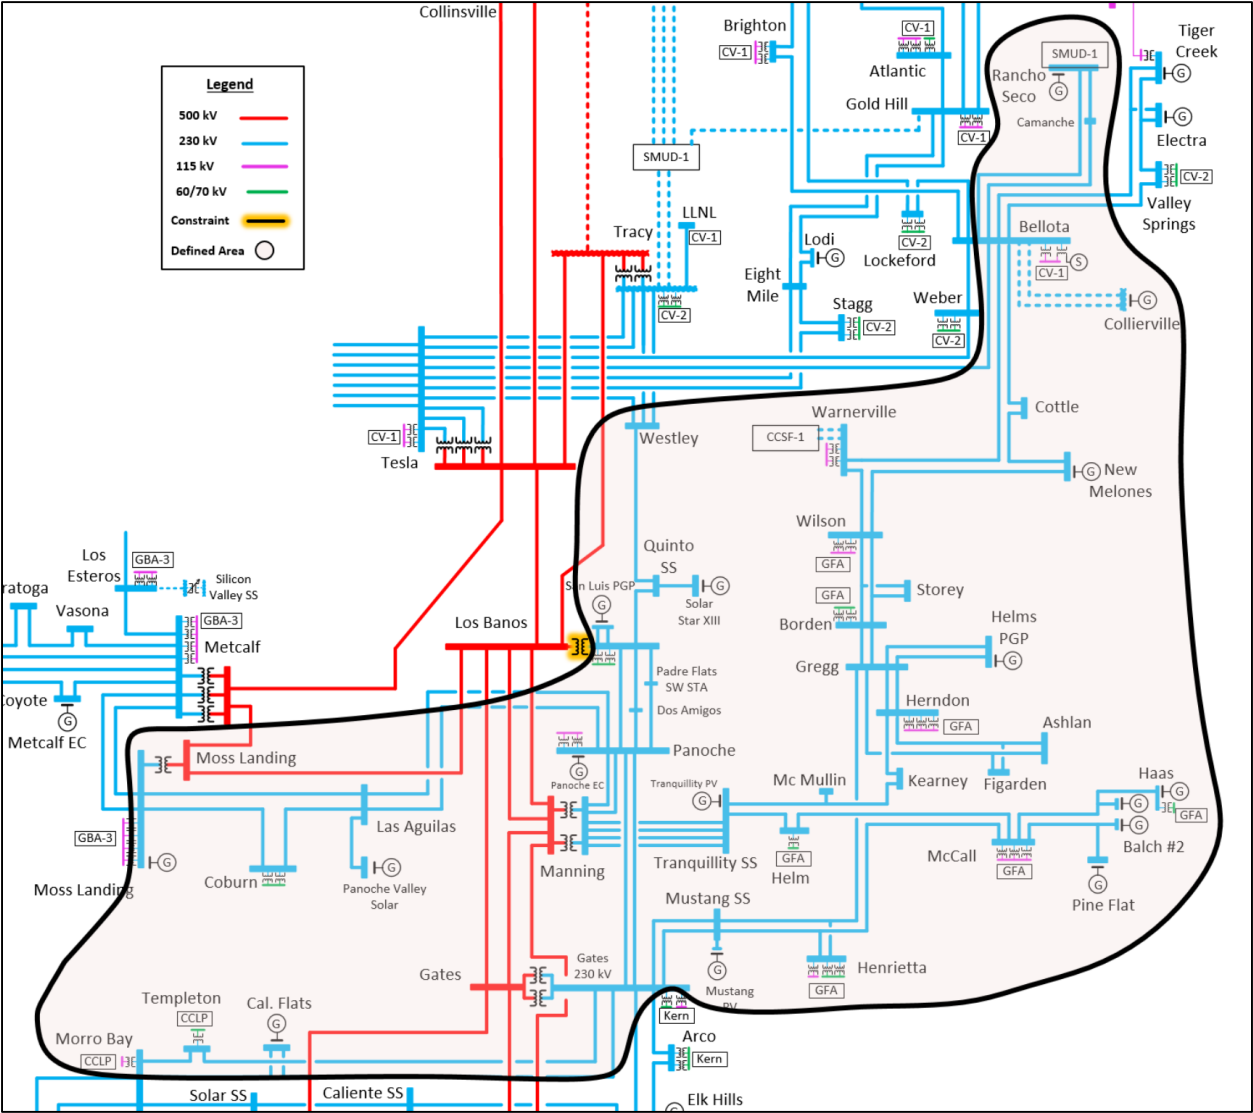 Collinsville
Brighton
CV-1
CV-1
Atlantic
SMUD-1
Rancho
Seco
G
Tiger
Creek
G
Legend
500 kV
230 kV
115 kV
60/70 kV
Constraint
Defined Area
Gold Hill
CV-1
Camanche
G
Electra
SMUD-1
CV-2
Valley
Springs
LLNL
CV-1
Tracy
CV-2
Lodi
G
CV-2
Lockeford
Bellota
S
CV-1
Eight
Mile
Stagg
CV-2
Weber
CV-2
G
Collierville
Westley
Warnerville
CCSF-1
Cottle
CV-1
Tesla
G
New
Melones
Wilson
GFA
Los
Esteros
GBA-3
Silicon
Valley SS
Quinto
SS
G
Solar
Star XIII
San Luis PGP
G
GFA
Storey
ratoga
Vasona
GBA-3
Metcalf
Los Banos
Borden
Helms
PGP
G
Gregg
Padre Flats
SW STA
Dos Amigos
oyote
G
Metcalf EC
Herndon
GFA
Ashlan
Moss Landing
Panoche
G
Panoche EC
Tranquillity PV
G
Mc Mullin
Kearney
Figarden
Haas
G
G
GFA
G
Balch #2
GBA-3
G
Moss Landing
Las Aguilas
Coburn
G
Panoche Valley
Solar
Manning
Tranquillity SS
GFA
Helm
McCall
GFA
G
Pine Flat
Mustang SS
G
Mustang
PV
Gates
Gates
230 kV
Henrietta
GFA
Kern
Templeton
CCLP
Cal. Flats
G
Morro Bay
CCLP
Arco
Kern
Solar SS
Caliente SS
G
Elk Hills